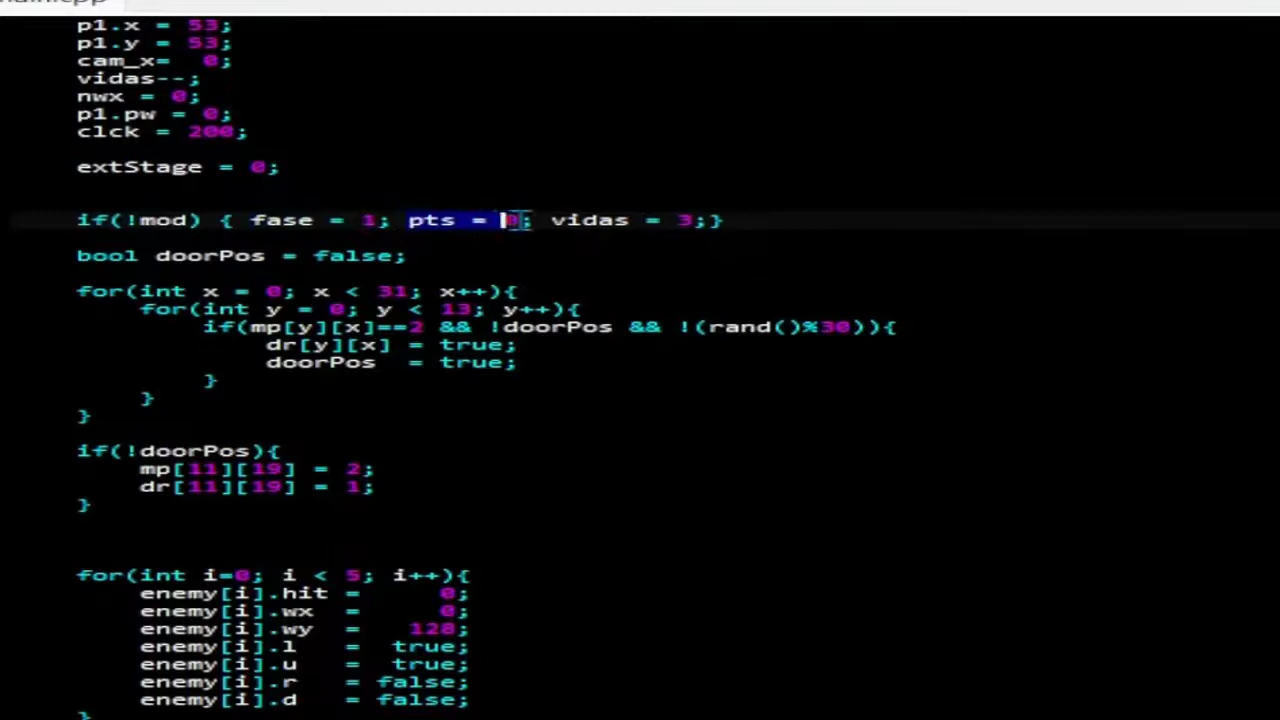 p1.x = 53;
p1.y = 53;
cam_x=  0;
vidas--;
nwx = 0;
p1.pw = 0;
clck = 200;
extStage = 0;
if(!mod) { fase = 1; pts = 0; vidas = 3;}
bool doorPos = false;
for(int x = 0; x < 31; x++){
for(int y = 0; y < 13; y++){
if(mp[y][x]==2 && !doorPos && !(rand()%30)){
dr[y][x] = true;
doorPos  = true;
}
}
}
if(!doorPos){
mp[11][19] = 2;
dr[11][19] = 1;
}
for(int i=0; i < 5; i++){
enemy[i].hit =     0;
enemy[i].wx  =     0;
enemy[i].wy  =   128;
enemy[i].l   =  true;
enemy[i].u   =  true;
enemy[i].r   = false;
enemy[i].d   = false;
}